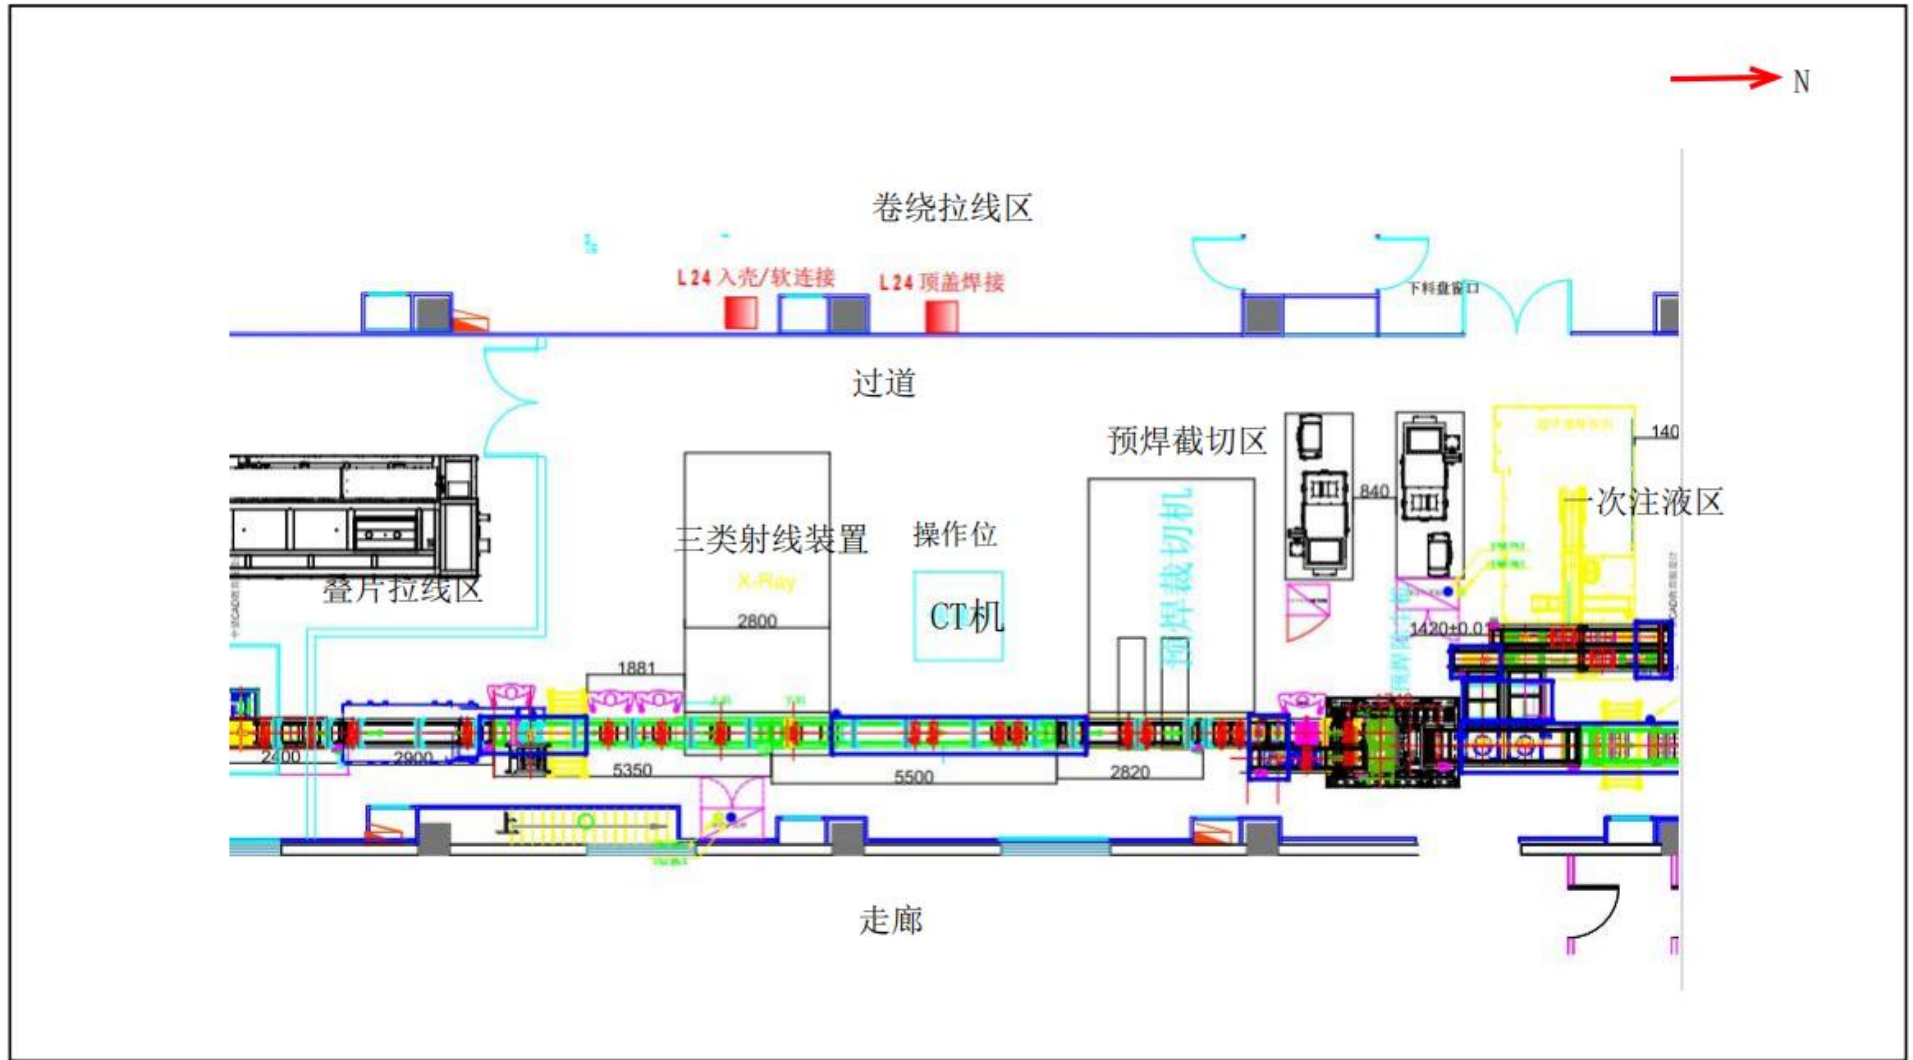 N
卷绕拉线区
L24 入壳/软连接
L24 顶盖焊接
下料盘窗口
过道
预焊截切区
140
840
一次注液区
三类射线装置
操作位
预焊裁切机
X-Ray
叠片拉线区
CT机
2800
1420±0.0
1881
2400
2900
5350
5500
2820
走廊